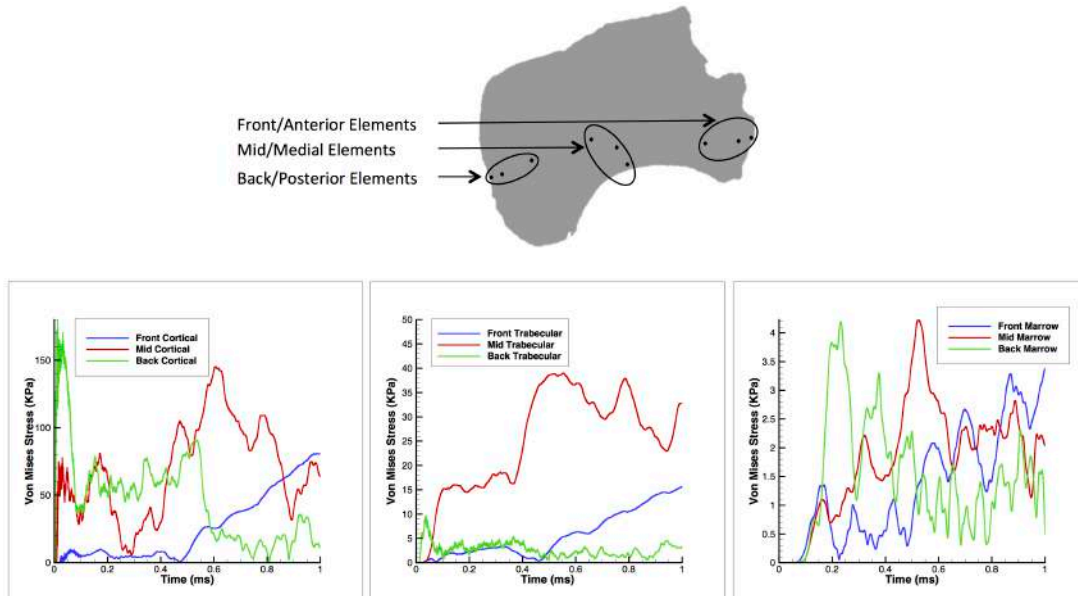 Front/Anterior Elements
Mid/Medial Elements
Back/Posterior Elements
Front Cortical
Mid Cortical
Back Cortical
Von Mises Stress (KPa)
150
100
50
0
0 0.2 0.4 0.6 0.8 1
Time (ms)
Front Trabecular
Mid Trabecular
Back Trabecular
Von Mises Stress (KPa)
50
45
40
35
30
25
20
15
10
5
0
0 0.2 0.4 0.6 0.8 1
Time (ms)
Front Marrow
Mid Marrow
Back Marrow
Von Mises Stress (KPa)
4
3.5
3
2.5
2
1.5
1
0.5
0
0 0.2 0.4 0.6 0.8 1
Time (ms)